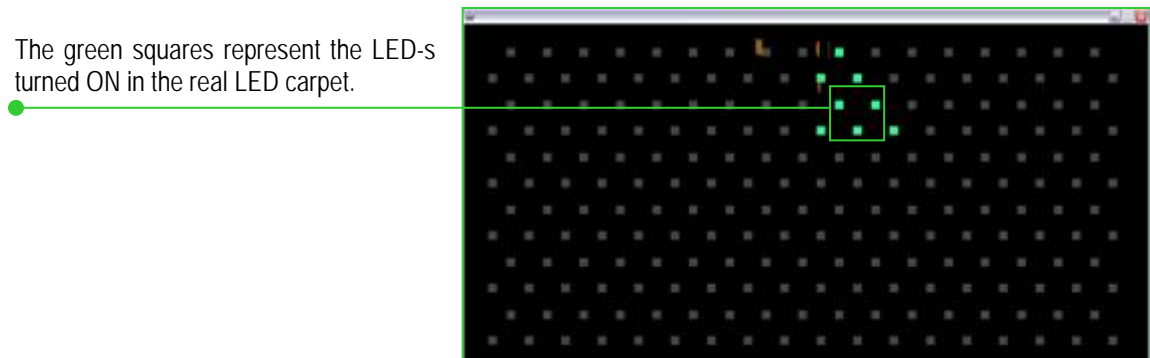 The green squares represent the LED-s
turned ON in the real LED carpet.